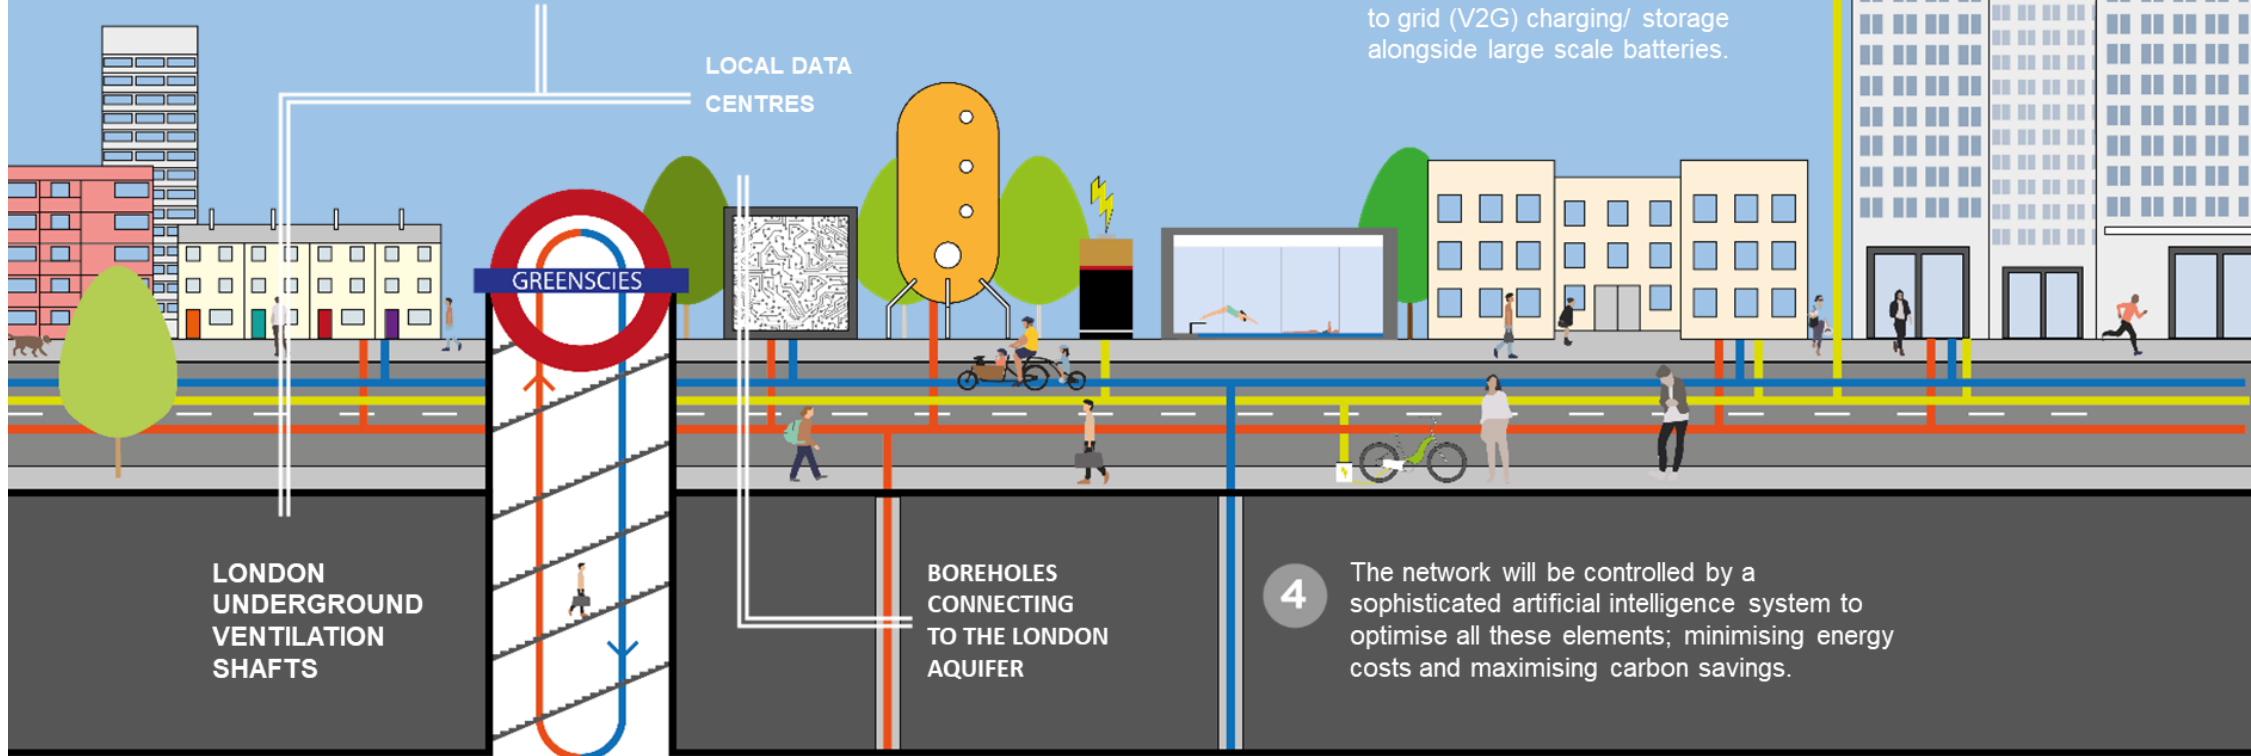 to grid (V2G) charging/ storage
alongside large scale batteries.
LOCAL DATA
CENTRES
GREENSCIES
LONDON
UNDERGROUND
VENTILATION
SHAFTS
BOREHOLES
CONNECTING
TO THE LONDON
AQUIFER
4
The network will be controlled by a
sophisticated artificial intelligence system to
optimise all these elements; minimising energy
costs and maximising carbon savings.